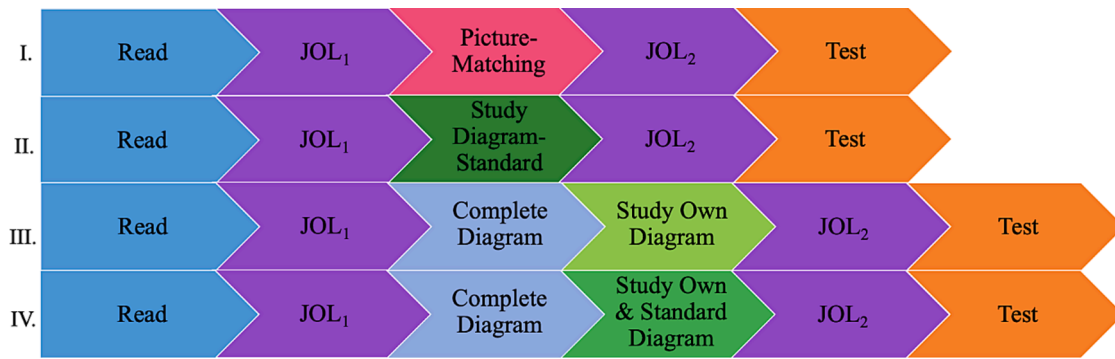 I. Read JOL₁ Picture-
Matching JOL₂ Test
II. Read JOL₁ Study
Diagram-
Standard JOL₂ Test
III. Read JOL₁ Complete
Diagram Study Own
Diagram JOL₂ Test
IV. Read JOL₁ Complete
Diagram Study Own
& Standard
Diagram JOL₂ Test